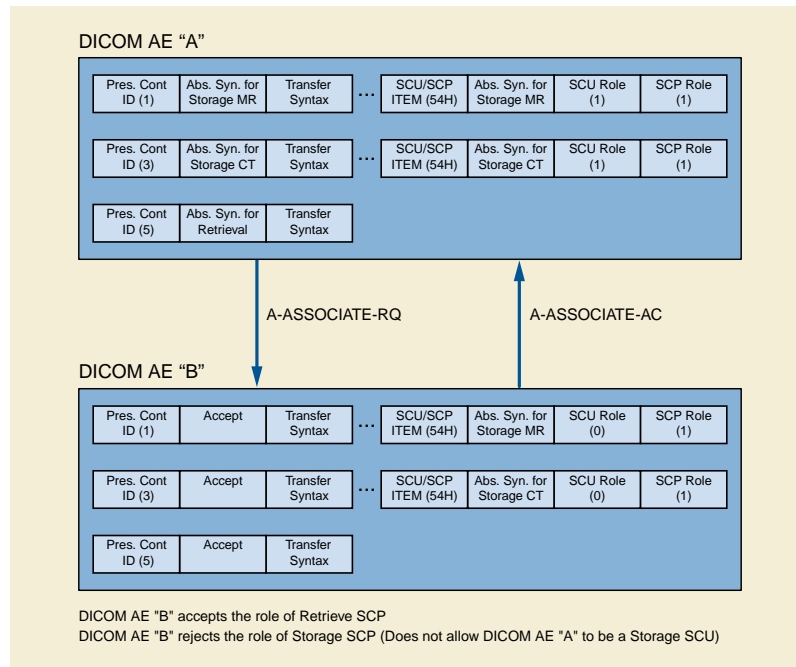 DICOM AE “A”
Pres. Cont ID (1) Abs. Syn. for Storage MR Transfer Syntax ... SCU/SCP ITEM (54H) Abs. Syn. for Storage MR SCU Role (1) SCP Role (1)
Pres. Cont ID (3) Abs. Syn. for Storage CT Transfer Syntax ... SCU/SCP ITEM (54H) Abs. Syn. for Storage CT SCU Role (1) SCP Role (1)
Pres. Cont ID (5) Abs. Syn. for Retrieval Transfer Syntax
A-ASSOCIATE-RQ A-ASSOCIATE-AC
DICOM AE “B”
Pres. Cont ID (1) Accept Transfer Syntax ... SCU/SCP ITEM (54H) Abs. Syn. for Storage MR SCU Role (0) SCP Role (1)
Pres. Cont ID (3) Accept Transfer Syntax ... SCU/SCP ITEM (54H) Abs. Syn. for Storage CT SCU Role (0) SCP Role (1)
Pres. Cont ID (5) Accept Transfer Syntax
DICOM AE "B" accepts the role of Retrieve SCP
DICOM AE "B" rejects the role of Storage SCP (Does not allow DICOM AE "A" to be a Storage SCU)